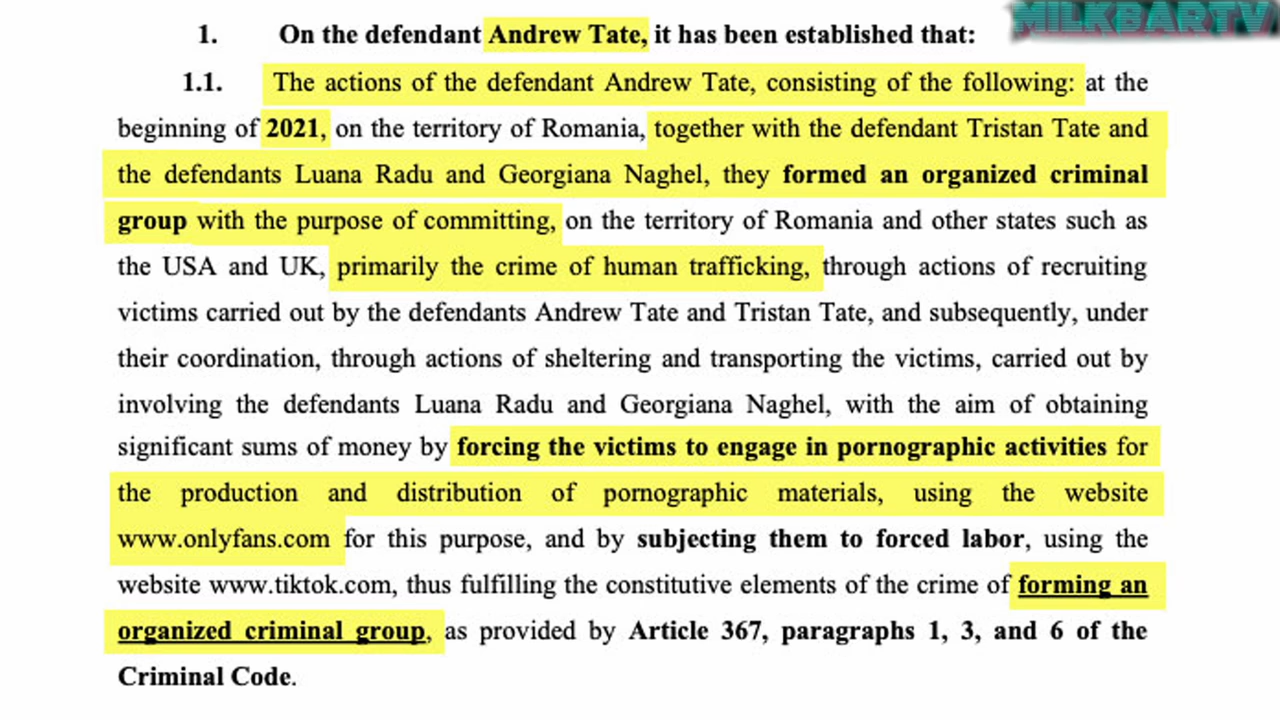 MILKBARTV
1. On the defendant Andrew Tate, it has been established that:
1.1. The actions of the defendant Andrew Tate, consisting of the following: at the
beginning of 2021, on the territory of Romania, together with the defendant Tristan Tate and
the defendants Luana Radu and Georgiana Naghel, they formed an organized criminal
group with the purpose of committing, on the territory of Romania and other states such as
the USA and UK, primarily the crime of human trafficking, through actions of recruiting
victims carried out by the defendants Andrew Tate and Tristan Tate, and subsequently, under
their coordination, through actions of sheltering and transporting the victims, carried out by
involving the defendants Luana Radu and Georgiana Naghel, with the aim of obtaining
significant sums of money by forcing the victims to engage in pornographic activities for
the production and distribution of pornographic materials, using the website
www.onlyfans.com for this purpose, and by subjecting them to forced labor, using the
website www.tiktok.com, thus fulfilling the constitutive elements of the crime of forming an
organized criminal group, as provided by Article 367, paragraphs 1, 3, and 6 of the
Criminal Code.